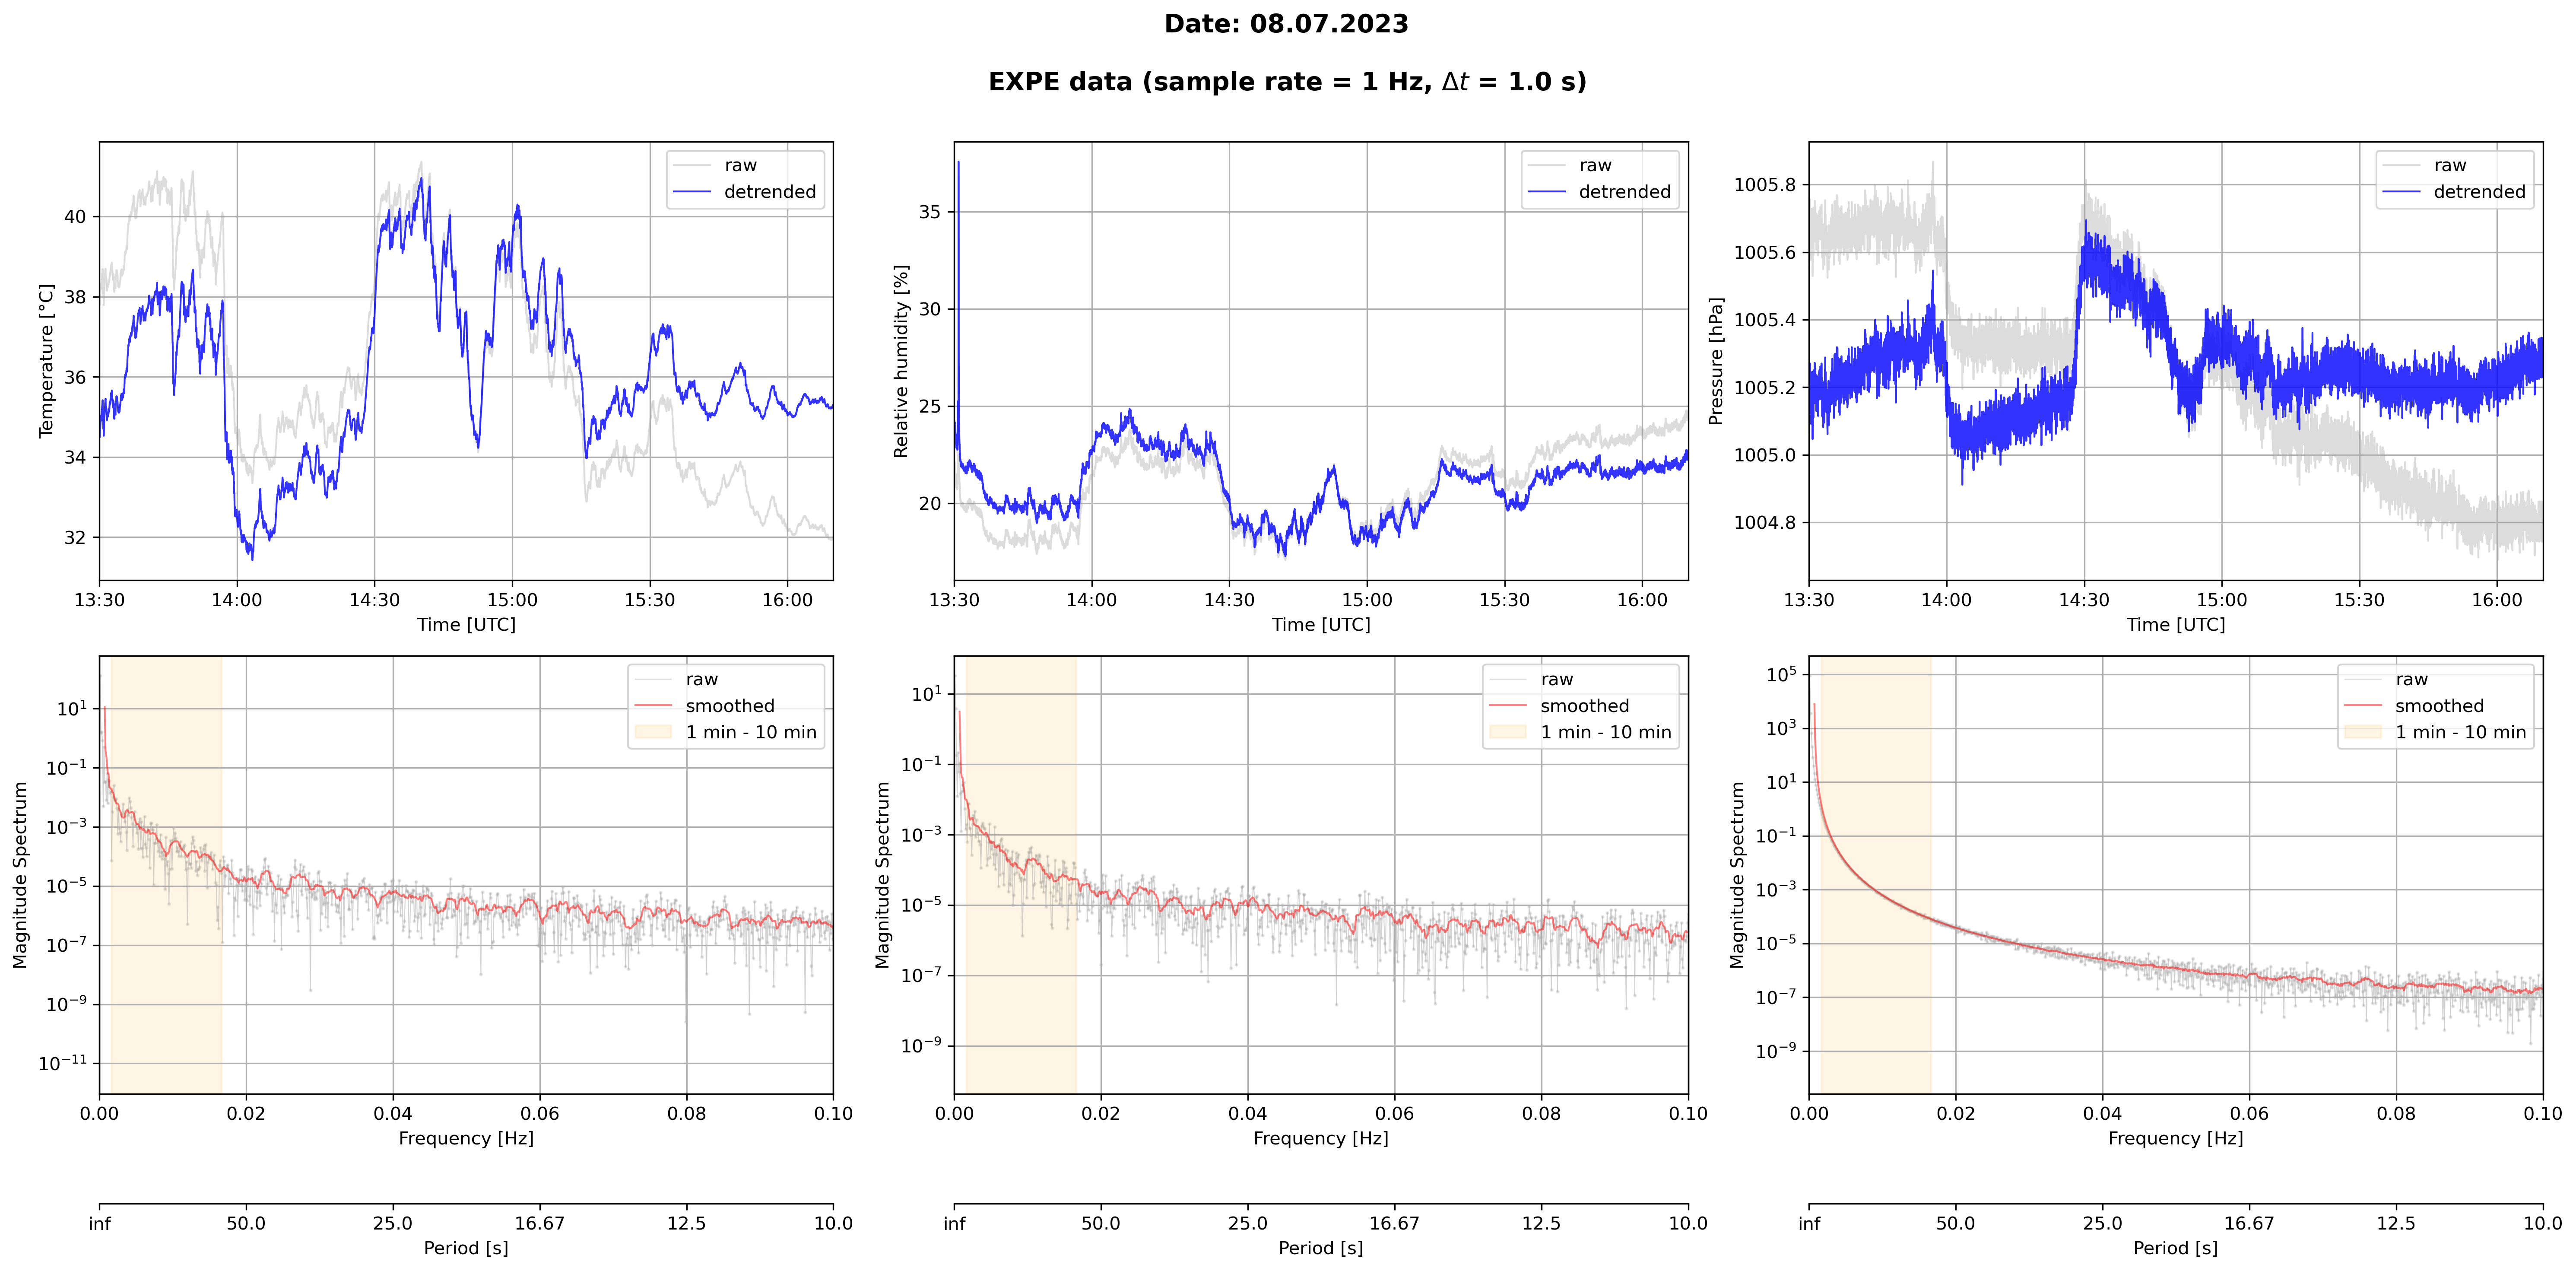 Date: 08.07.2023
EXPE data (sample rate = 1 Hz, Δt = 1.0 s)
Temperature [°C]
40
38
36
34
32
raw
detrended
13:30 14:00 14:30 15:00 15:30 16:00
Time [UTC]
Relative humidity [%]
35
30
25
20
raw
detrended
13:30 14:00 14:30 15:00 15:30 16:00
Time [UTC]
Pressure [hPa]
1005.8
1005.6
1005.4
1005.2
1005.0
1004.8
raw
detrended
13:30 14:00 14:30 15:00 15:30 16:00
Time [UTC]
Magnitude Spectrum
10¹
10⁻¹
10⁻³
10⁻⁵
10⁻⁷
10⁻⁹
10⁻¹¹
raw
smoothed
1 min - 10 min
0.00 0.02 0.04 0.06 0.08 0.10
Frequency [Hz]
inf 50.0 25.0 16.67 12.5 10.0
Period [s]
Magnitude Spectrum
10¹
10⁻¹
10⁻³
10⁻⁵
10⁻⁷
10⁻⁹
raw
smoothed
1 min - 10 min
0.00 0.02 0.04 0.06 0.08 0.10
Frequency [Hz]
inf 50.0 25.0 16.67 12.5 10.0
Period [s]
Magnitude Spectrum
10⁵
10³
10¹
10⁻¹
10⁻³
10⁻⁵
10⁻⁷
10⁻⁹
raw
smoothed
1 min - 10 min
0.00 0.02 0.04 0.06 0.08 0.10
Frequency [Hz]
inf 50.0 25.0 16.67 12.5 10.0
Period [s]